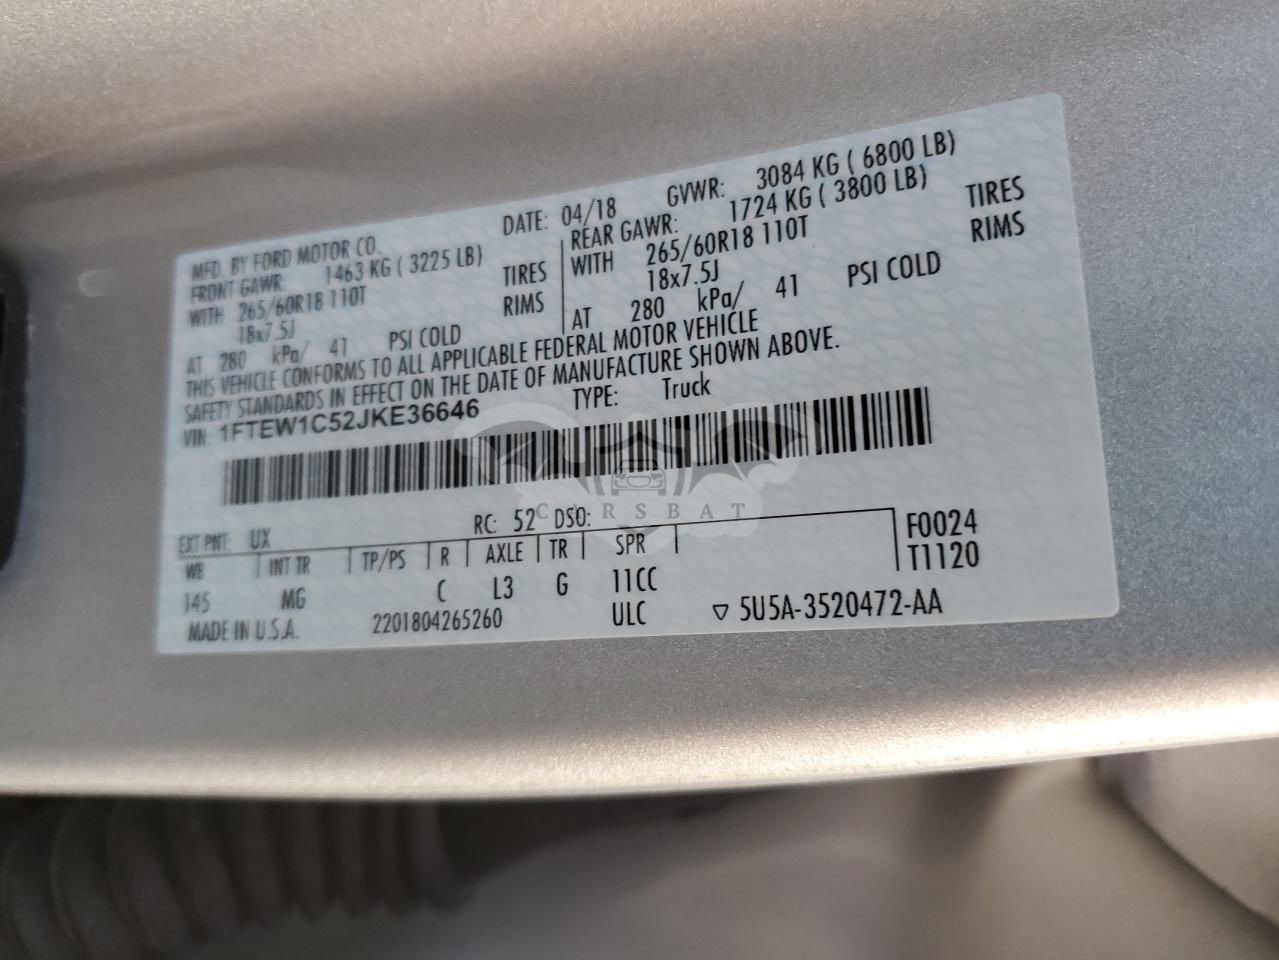 MFD. BY FORD MOTOR CO. DATE: 04/18 GVWR: 3084 KG ( 6800 LB)
FRONT GAWR: 1463 KG ( 3225 LB)
WITH 265/60R18 110T TIRES
18x7.5J RIMS
AT 280 kPa/ 41 PSI COLD
REAR GAWR: 1724 KG ( 3800 LB)
WITH 265/60R18 110T TIRES
18x7.5J RIMS
AT 280 kPa/ 41 PSI COLD
THIS VEHICLE CONFORMS TO ALL APPLICABLE FEDERAL MOTOR VEHICLE
SAFETY STANDARDS IN EFFECT ON THE DATE OF MANUFACTURE SHOWN ABOVE.
VIN: 1FTEW1C52JKE36646 TYPE: Truck
CARSBAT
EXT PNT: UX RC: 52 DSO:
WB INT TR TP/PS R AXLE TR SPR F0024
145 MG C L3 G 11CC T1120
MADE IN U.S.A. 2201804265260 ULC ▽ 5U5A-3520472-AA